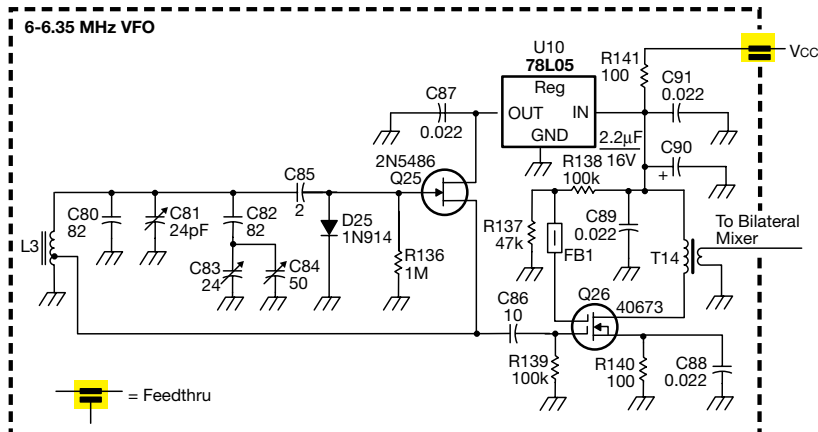 6-6.35 MHz VFO
U10
78L05
Reg
OUT
IN
GND
R141
100
VCC
C91
0.022
C87
0.022
2.2µF
16V
C90
+
2N5486
Q25
R138
100k
C85
2
C80
82
C81
24pF
C82
82
D25
1N914
R136
1M
R137
47k
FB1
C89
0.022
T14
To Bilateral
Mixer
L3
C83
24
C84
50
C86
10
Q26
40673
R139
100k
R140
100
C88
0.022
= Feedthru